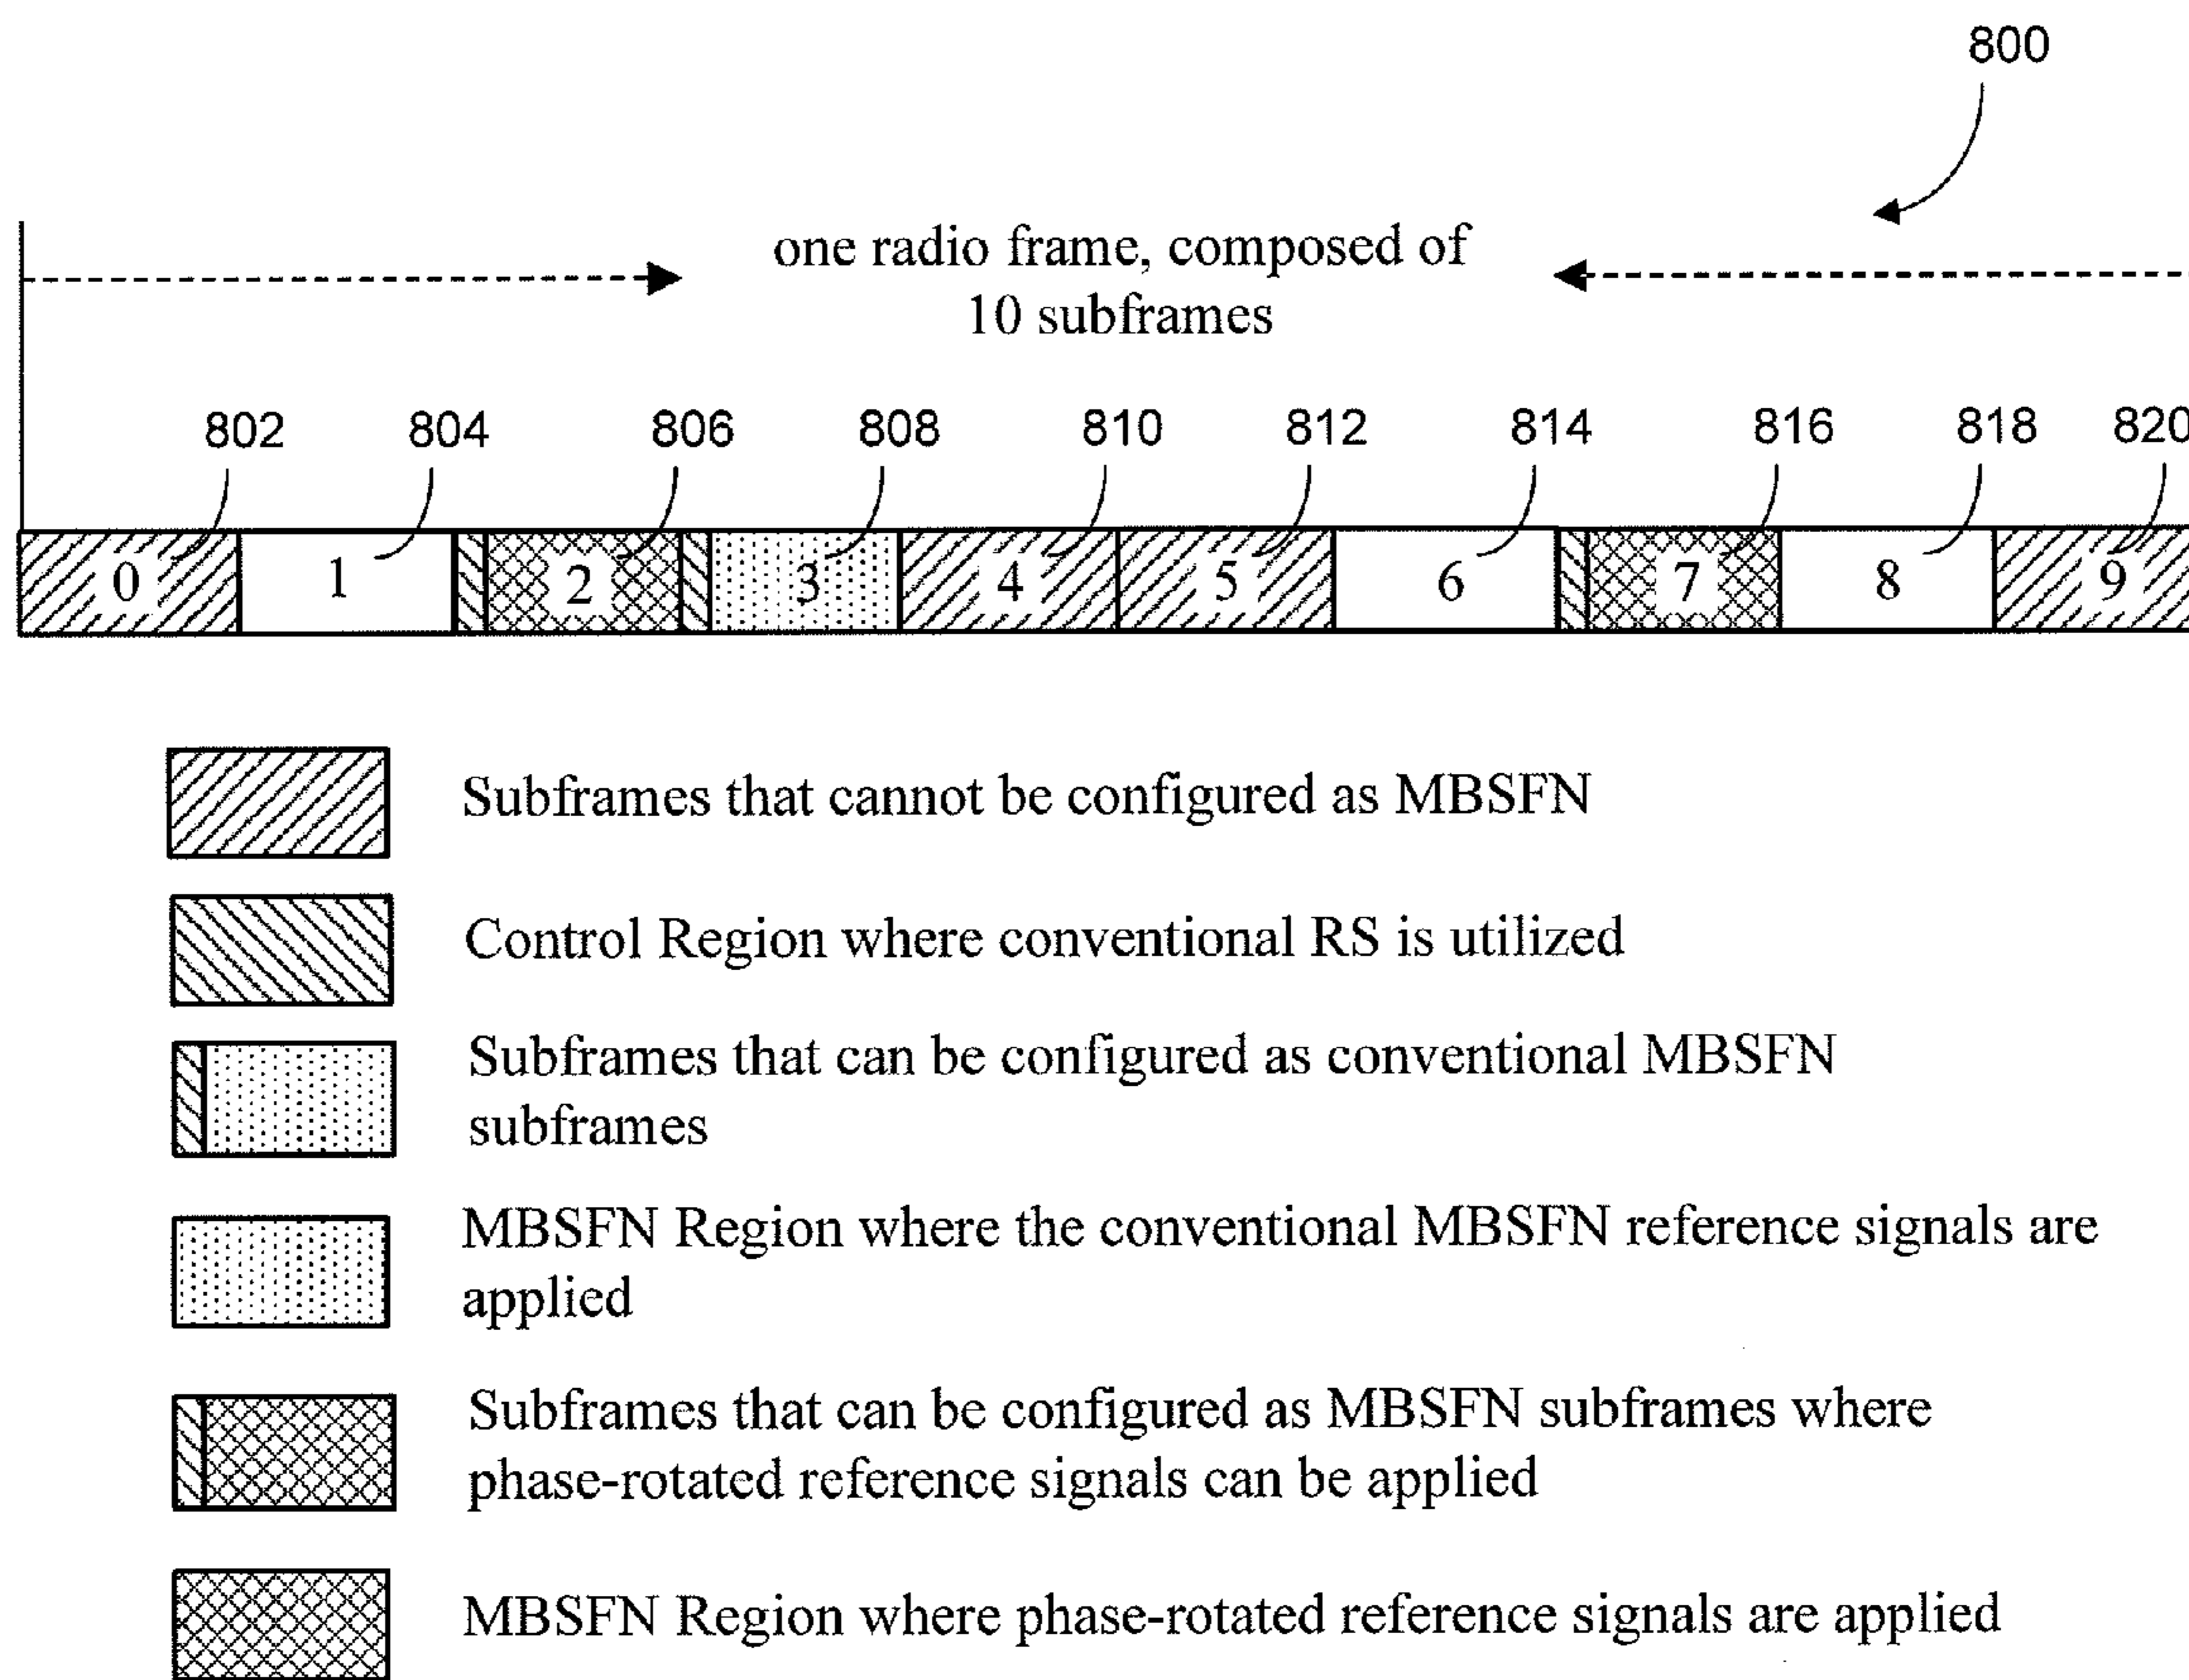 800
one radio frame, composed of
10 subframes
802 804 806 808 810 812 814 816 818 820
0 1 2 3 4 5 6 7 8 9
Subframes that cannot be configured as MBSFN
Control Region where conventional RS is utilized
Subframes that can be configured as conventional MBSFN
subframes
MBSFN Region where the conventional MBSFN reference signals are
applied
Subframes that can be configured as MBSFN subframes where
phase-rotated reference signals can be applied
MBSFN Region where phase-rotated reference signals are applied